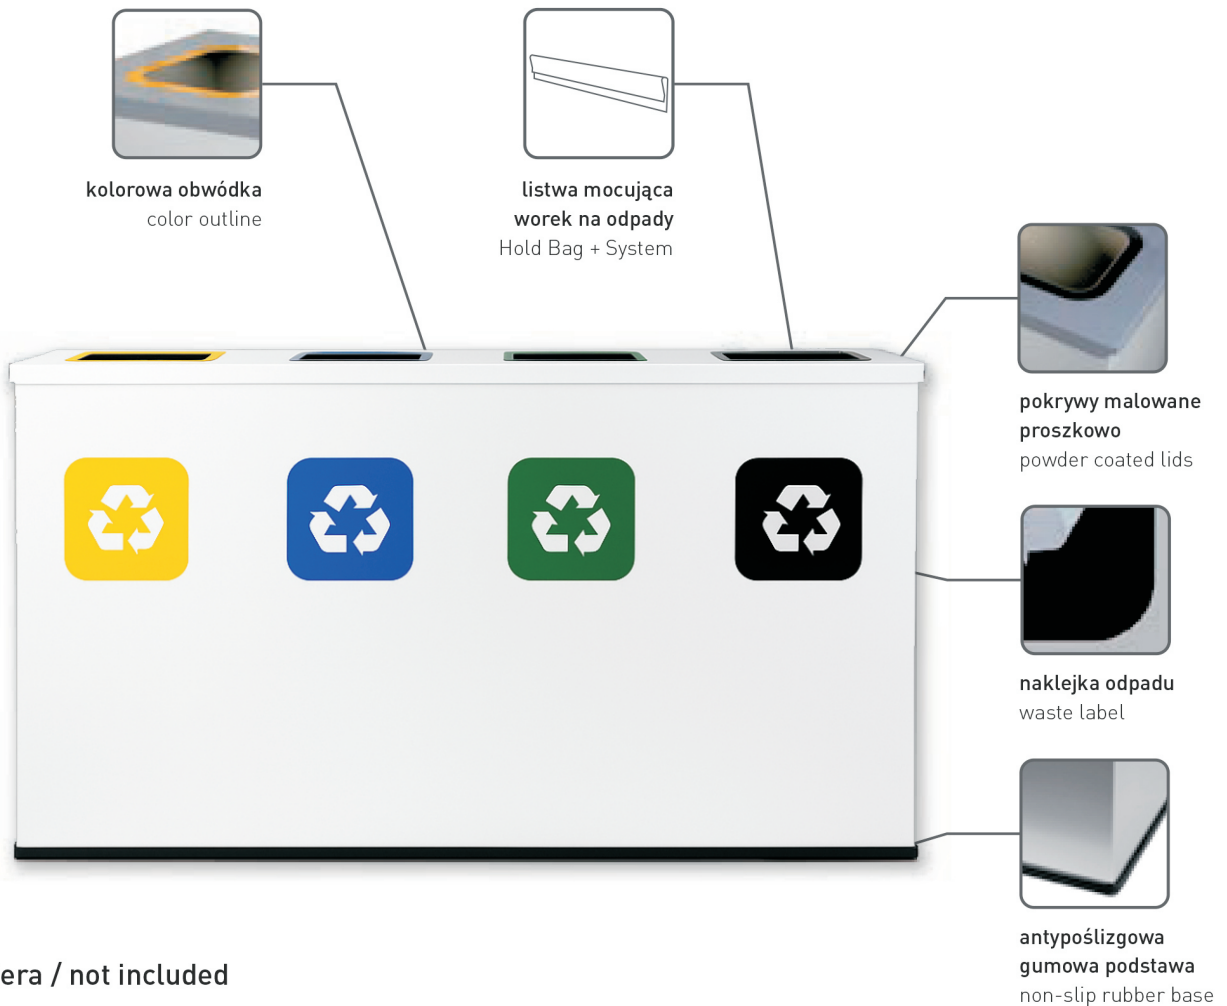 kolorowa obwódka
color outline
listwa mocująca
worek na odpady
Hold Bag + System
pokrywy malowane
proszkowo
powder coated lids
naklejka odpadu
waste label
antypoślizgowa
gumowa podstawa
non-slip rubber base
era / not included